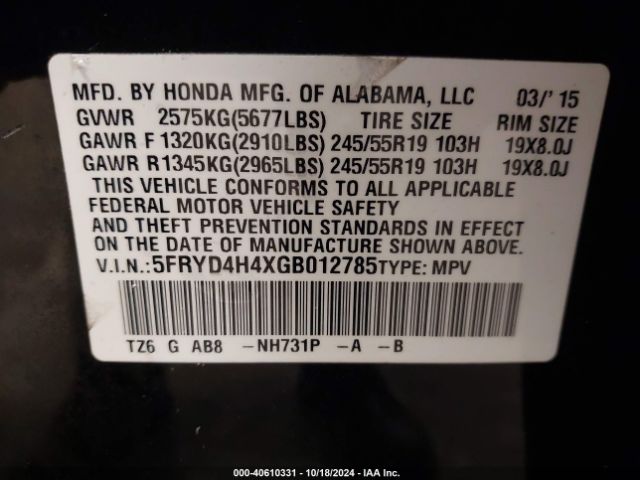 MFD. BY HONDA MFG. OF ALABAMA, LLC 03/' 15
GVWR 2575KG(5677LBS) TIRE SIZE RIM SIZE
GAWR F 1320KG(2910LBS) 245/55R19 103H 19X8.0J
GAWR R1345KG(2965LBS) 245/55R19 103H 19X8.0J
THIS VEHICLE CONFORMS TO ALL APPLICABLE
FEDERAL MOTOR VEHICLE SAFETY
AND THEFT PREVENTION STANDARDS IN EFFECT
ON THE DATE OF MANUFACTURE SHOWN ABOVE.
V.I.N.:5FRYD4H4XGB012785TYPE: MPV
TZ6 G AB8 -NH731P -A -B
000-40610331 - 10/18/2024 - IAA Inc.